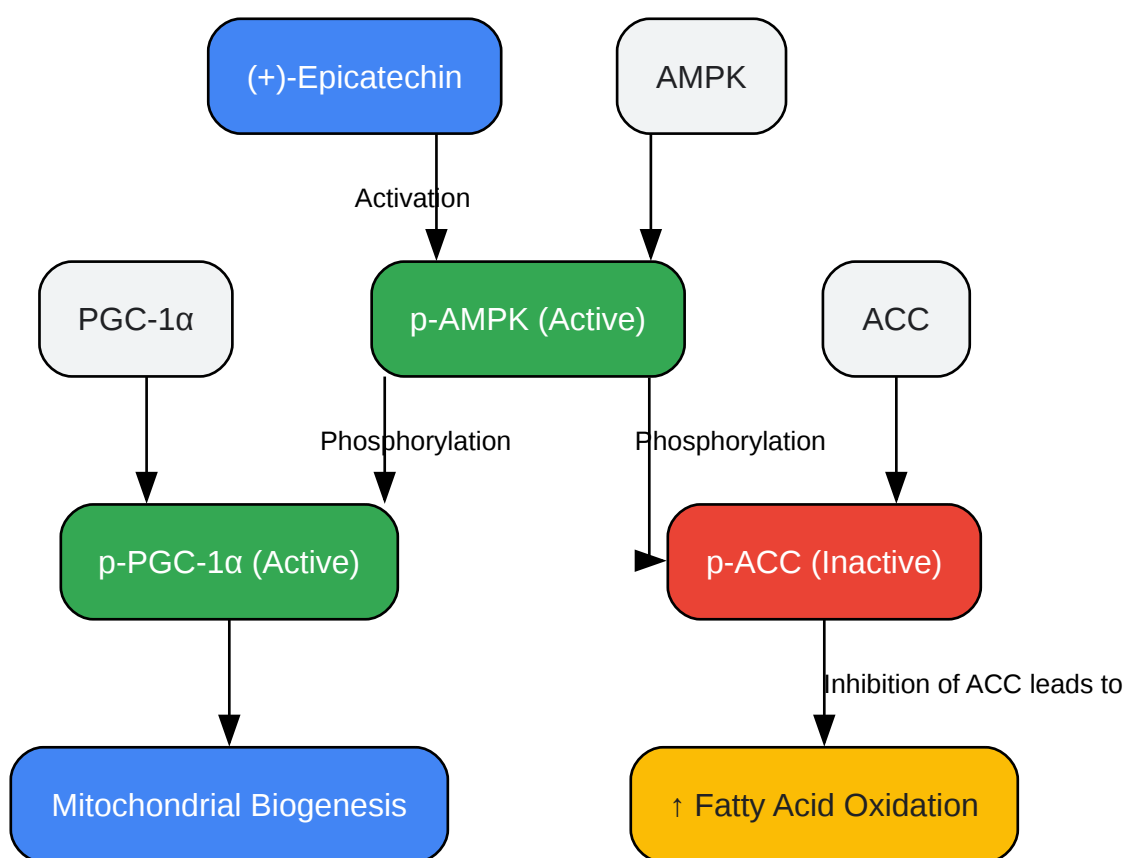 (+)-Epicatechin
AMPK
Activation
PGC-1α
p-AMPK (Active)
ACC
Phosphorylation
Phosphorylation
p-PGC-1α (Active)
p-ACC (Inactive)
Inhibition of ACC leads to
Mitochondrial Biogenesis
↑ Fatty Acid Oxidation